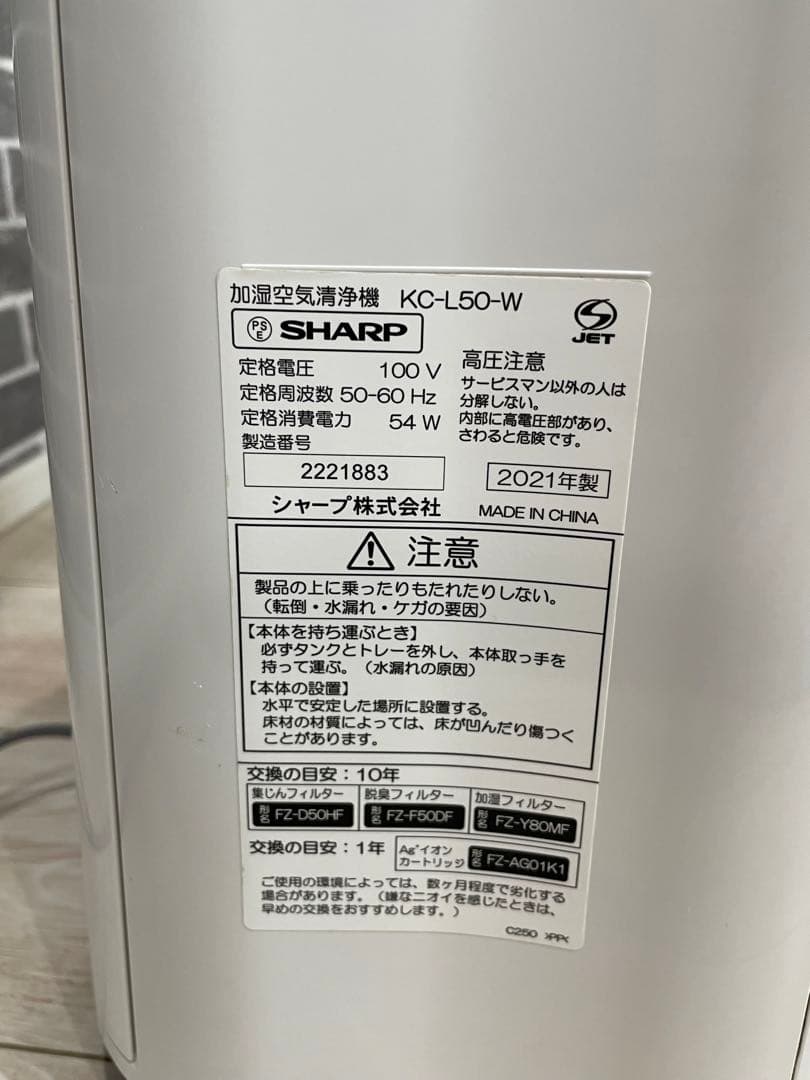 加湿空気清浄機 KC-L50-W
PSE SHARP
JET
定格電圧 100 V
定格周波数 50-60 Hz
定格消費電力 54 W
製造番号
2221883
シャープ株式会社
高圧注意
サービスマン以外の人は
分解しない。
内部に高電圧部があり、
さわると危険です。
2021年製
MADE IN CHINA
注意
製品の上に乗ったりもたれたりしない。
(転倒・水漏れ・ケガの要因)
【本体を持ち運ぶとき】
必ずタンクとトレーを外し、本体取っ手を
持って運ぶ。(水漏れの原因)
【本体の設置】
水平で安定した場所に設置する。
床材の材質によっては、床が凹んだり傷つく
ことがあります。
交換の目安：10年
集じんフィルター
形名 FZ-D50HF
脱臭フィルター
形名 FZ-F50DF
加湿フィルター
形名 FZ-Y80MF
交換の目安：1年
Ag⁺イオン
カートリッジ
形名 FZ-AG01K1
ご使用の環境によっては、数ヶ月程度で劣化する
場合があります。(嫌なニオイを感じたときは、
早めの交換をおすすめします。)
C250 >PP<